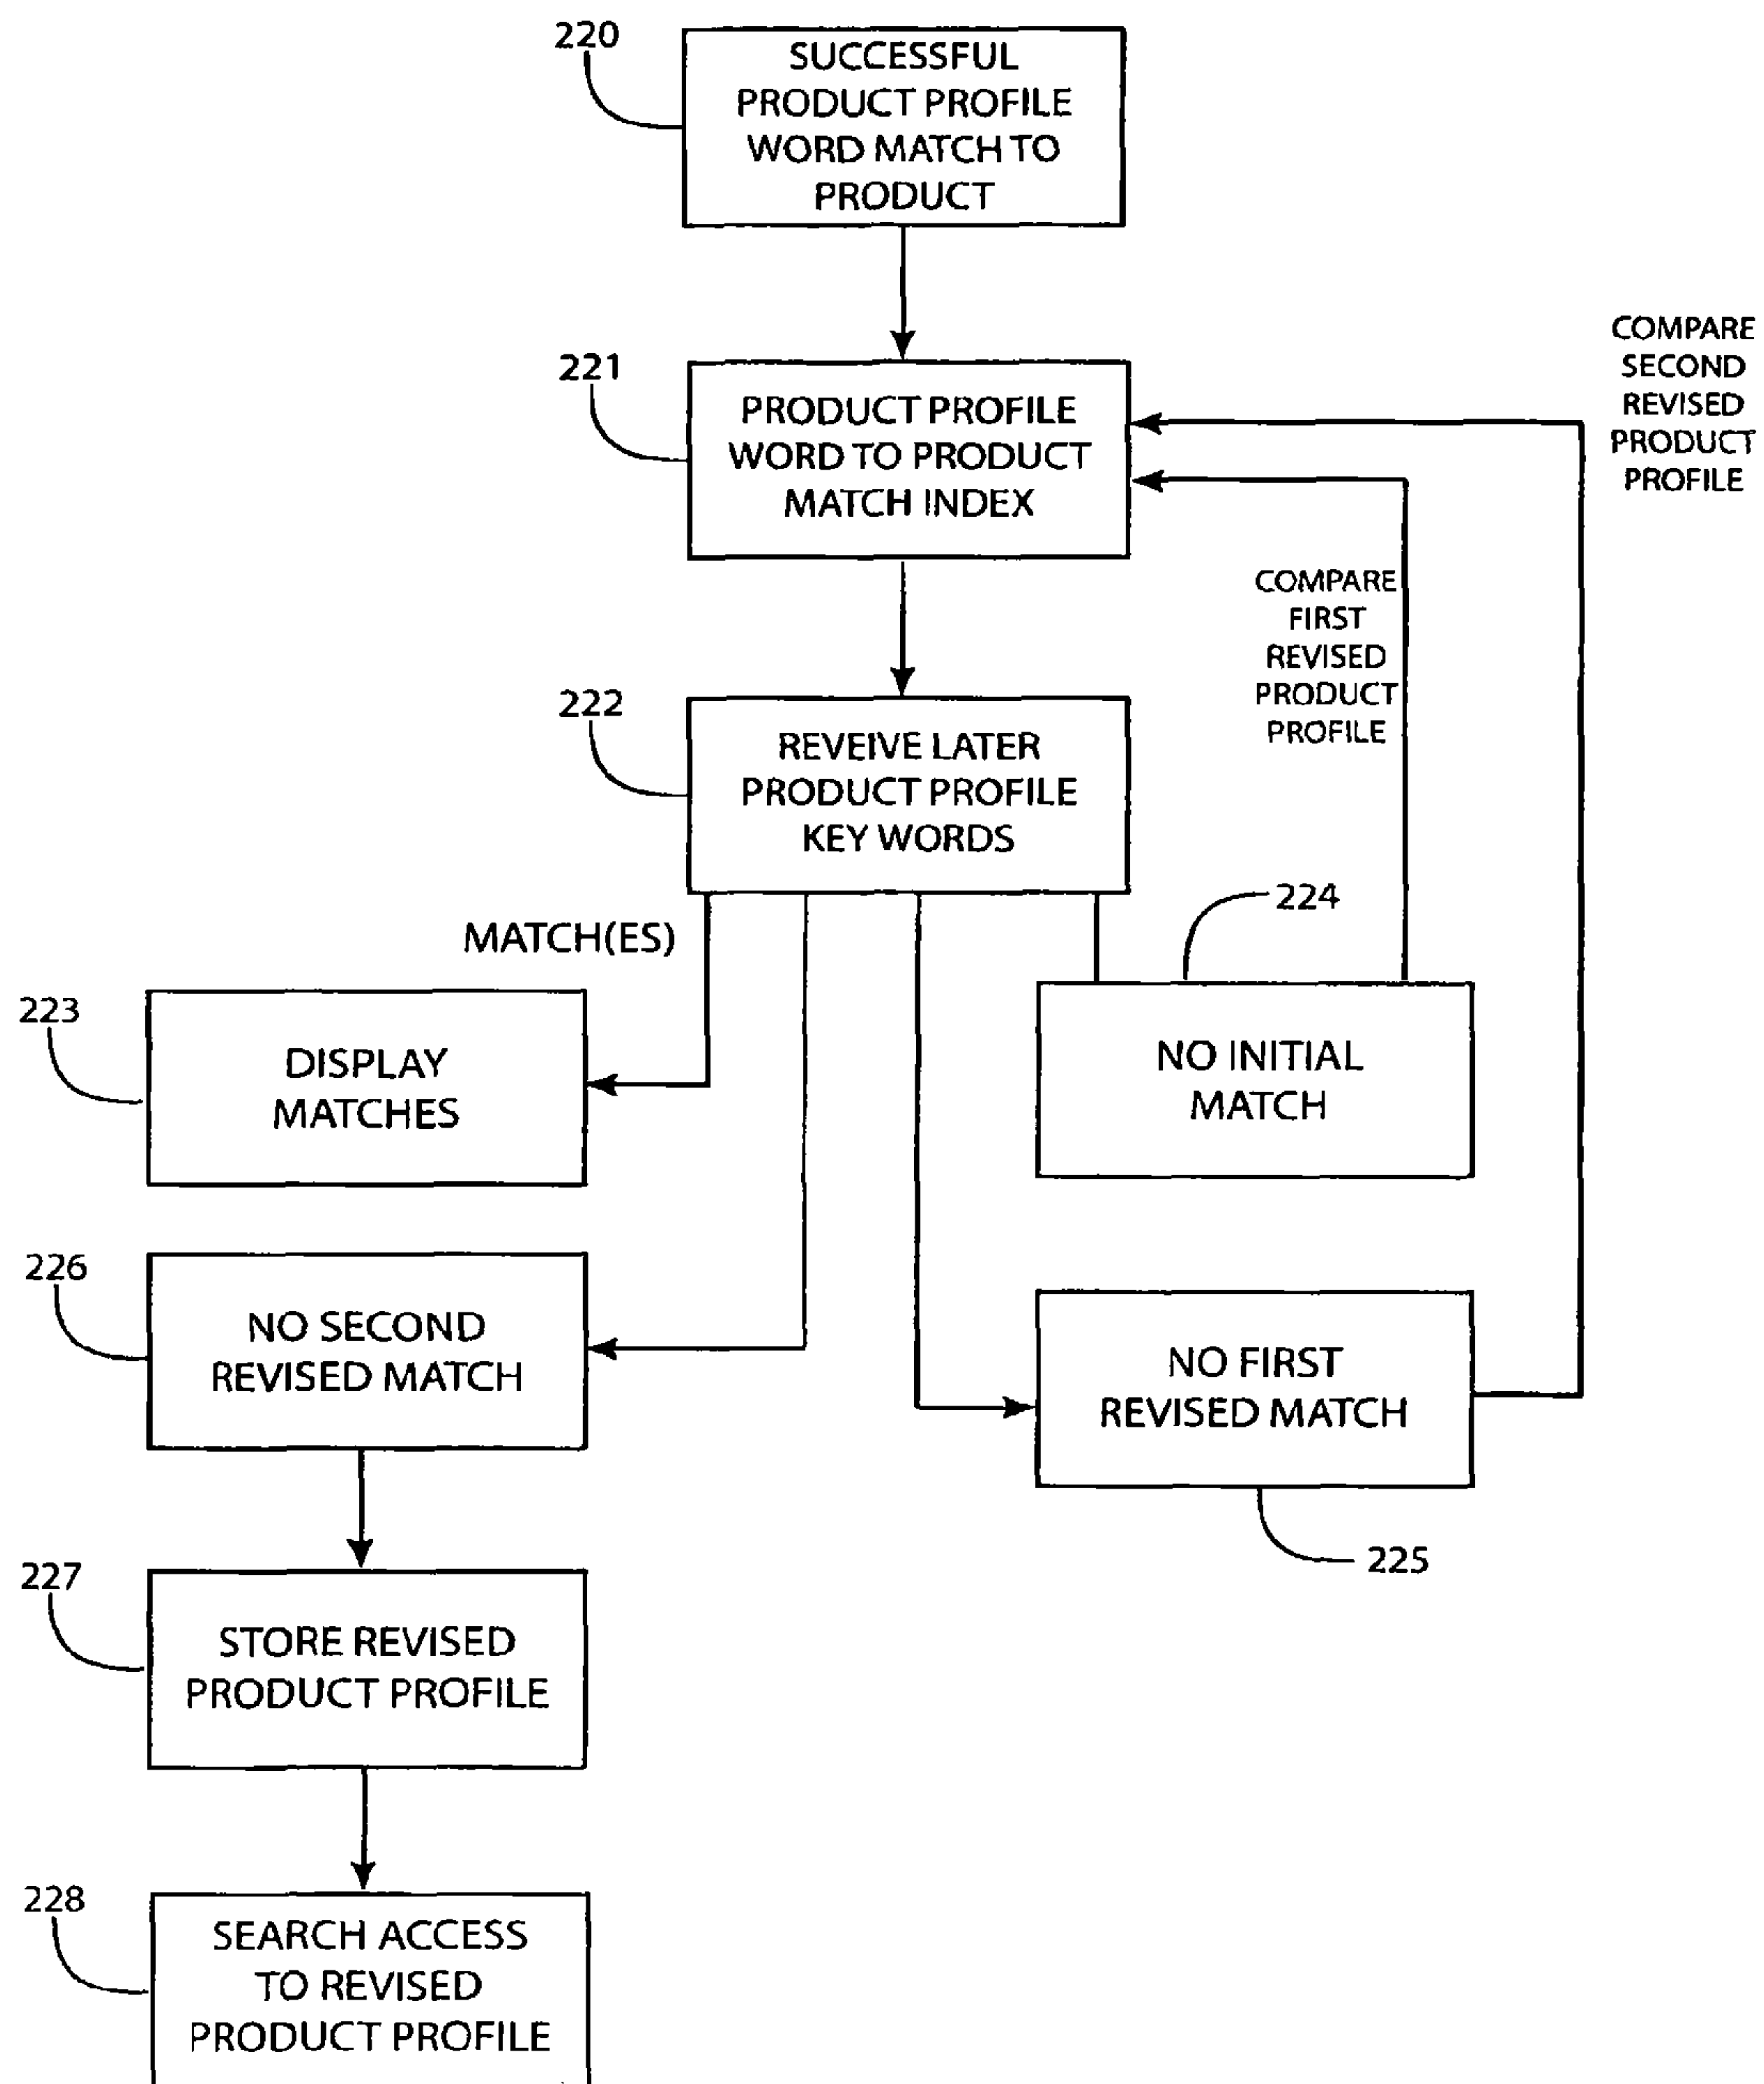 220
SUCCESSFUL
PRODUCT PROFILE
WORD MATCH TO
PRODUCT
221
PRODUCT PROFILE
WORD TO PRODUCT
MATCH INDEX
COMPARE
SECOND
REVISED
PRODUCT
PROFILE
COMPARE
FIRST
REVISED
PRODUCT
PROFILE
222
REVEIVE LATER
PRODUCT PROFILE
KEY WORDS
MATCH(ES)
224
223
DISPLAY
MATCHES
NO INITIAL
MATCH
226
NO SECOND
REVISED MATCH
NO FIRST
REVISED MATCH
225
227
STORE REVISED
PRODUCT PROFILE
228
SEARCH ACCESS
TO REVISED
PRODUCT PROFILE